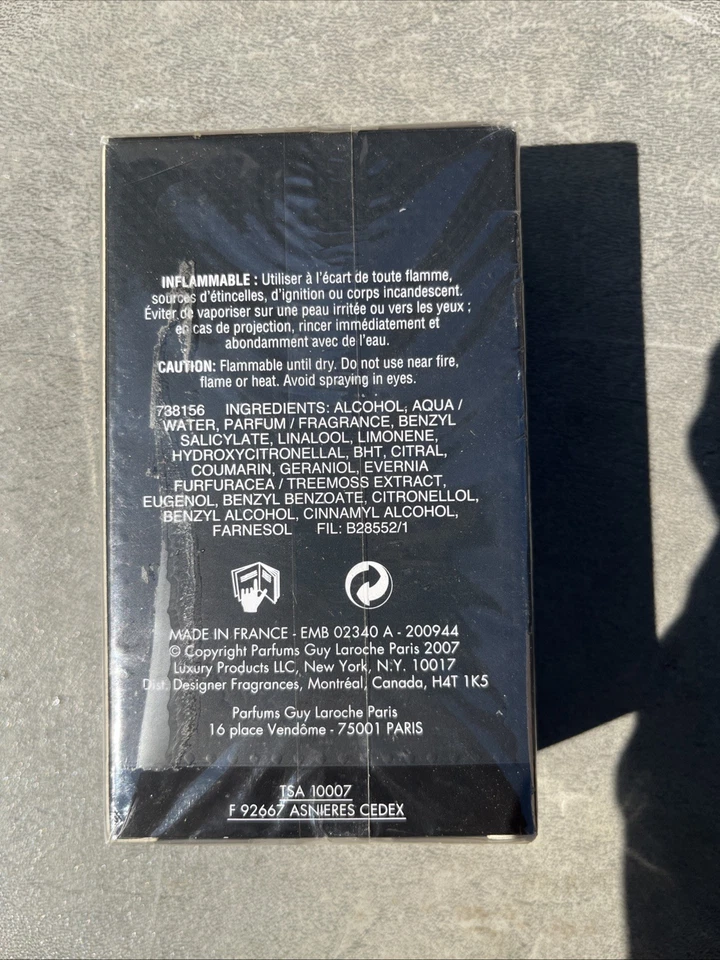 INFLAMMABLE : Utiliser à l'écart de toute flamme,
sources d'étincelles, d'ignition ou corps incandescent.
Éviter de vaporiser sur une peau irritée ou vers les yeux ;
en cas de projection, rincer immédiatement et
abondamment avec de l'eau.
CAUTION: Flammable until dry. Do not use near fire,
flame or heat. Avoid spraying in eyes.
738156 INGREDIENTS: ALCOHOL, AQUA /
WATER, PARFUM / FRAGRANCE, BENZYL
SALICYLATE, LINALOOL, LIMONENE,
HYDROXYCITRONELLAL, BHT, CITRAL,
COUMARIN, GERANIOL, EVERNIA
FURFURACEA / TREEMOSS EXTRACT,
EUGENOL, BENZYL BENZOATE, CITRONELLOL,
BENZYL ALCOHOL, CINNAMYL ALCOHOL,
FARNESOL FIL: B28552/1
MADE IN FRANCE - EMB 02340 A - 200944
© Copyright Parfums Guy Laroche Paris 2007
Luxury Products LLC, New York, N.Y. 10017
Dist. Designer Fragrances, Montréal, Canada, H4T 1K5
Parfums Guy Laroche Paris
16 place Vendôme - 75001 PARIS
TSA 10007
F 92667 ASNIERES CEDEX